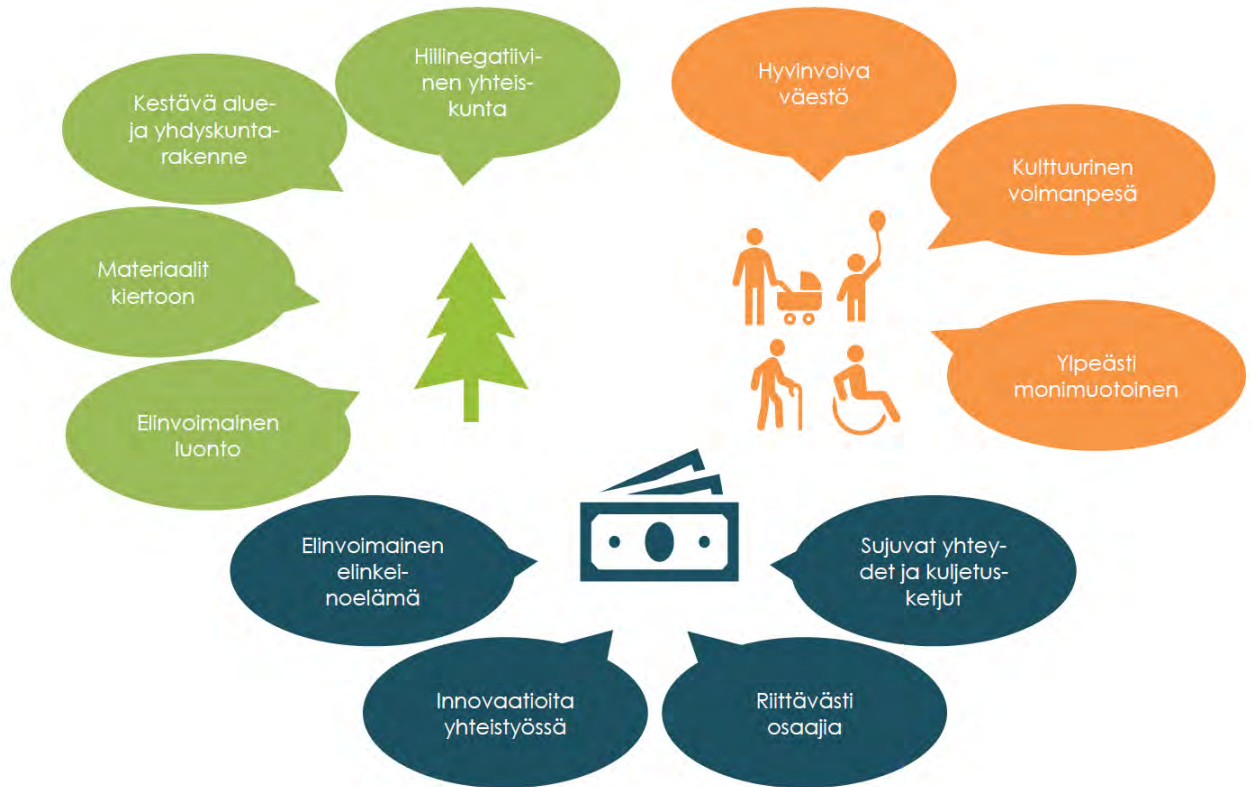 Hiilinegatiivi-
nen yhteis-
kunta
Kestävä alue-
ja yhdyskunta-
rakenne
Materiaalit
kiertoon
Elinvoimainen
luonto
Hyvinvoiva
väestö
Kulttuurinen
voimanpesä
Ylpeästi
monimuotoinen
Elinvoimainen
elinkei-
noelämä
Innovaatioita
yhteistyössä
Riittävästi
osaajia
Sujuvat yhtey-
det ja kuljetus-
ketjut